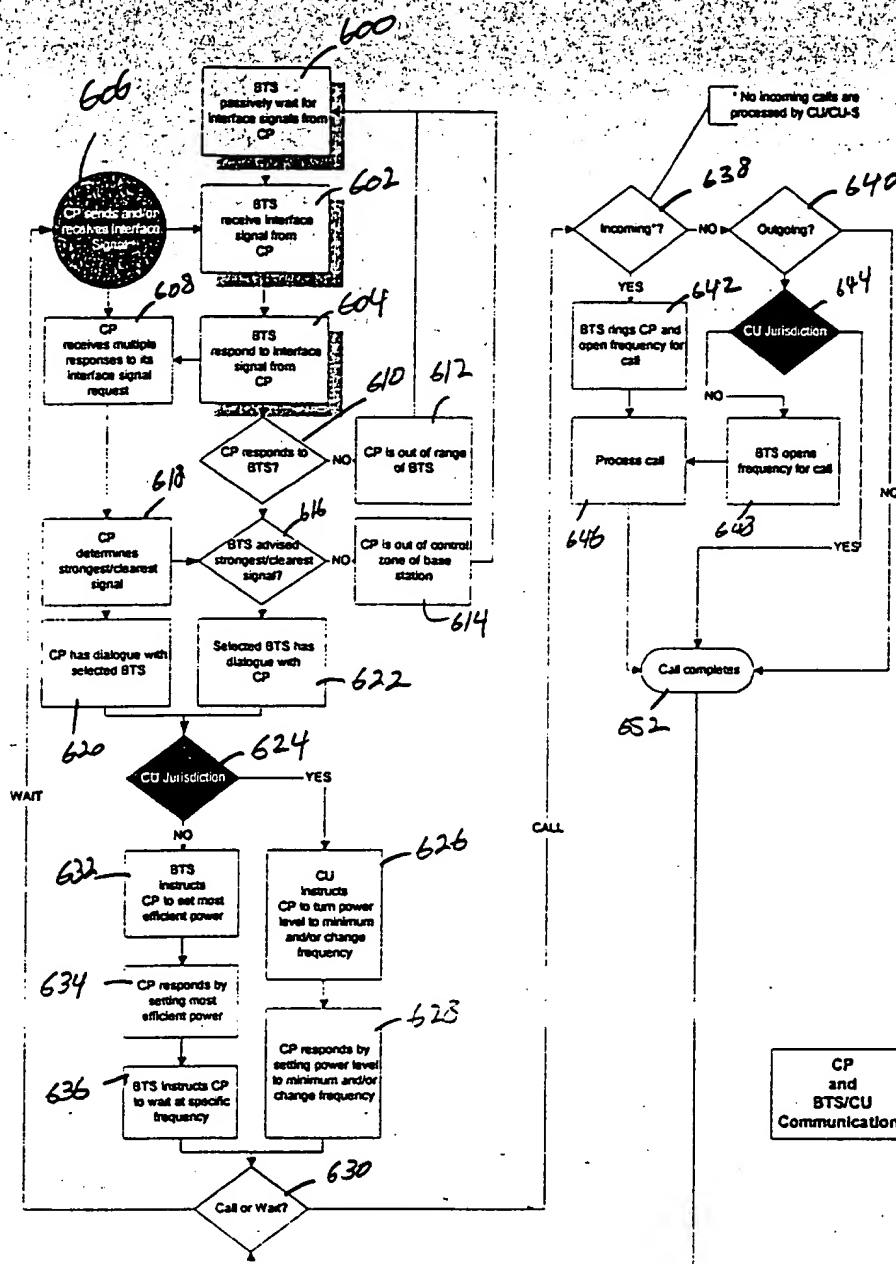 600
606
BTS
passively wait for
interface signals from
CP
602
CP sends and/or
receives Interface
Signal
BTS
receive interface
signal from
CP
608
604
CP
receives multiple
responses to its
interface signal
request
BTS
respond to interface
signal from
CP
610
612
CP responds to
BTS?
NO
CP is out of range
of BTS
618
616
CP
determines
strongest/clearest
signal
BTS advised
strongest/clearest
signal?
NO
CP is out of control
zone of base
station
614
CP has dialogue with
selected BTS
Selected BTS has
dialogue with
CP
622
620
624
CU Jurisdiction
YES
WAIT
NO
632
BTS
instructs
CP to set most
efficient power
626
CU
instructs
CP to turn power
level to minimum
and/or change
frequency
634
CP responds by
setting most
efficient power
628
CP responds by
setting power level
to minimum and/or
change frequency
636
BTS instructs CP
to wait at specific
frequency
630
Call or Wait?
CALL
* No incoming calls are
processed by CU/CU-S
638
640
Incoming*?
NO
Outgoing?
YES
642
644
BTS rings CP and
open frequency for
call
CU Jurisdiction
NO
Process call
BTS opens
frequency for call
NO
646
648
YES
Call completes
652
CP
and
BTS/CU
Communication